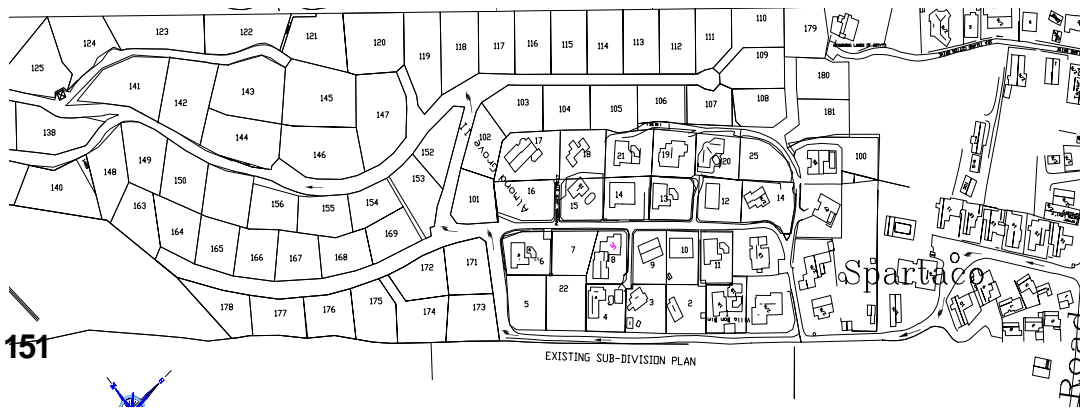 110
124 123 122 121 120 119 118 117 116 115 114 113 112 111 179
125 109
141 142 143 145 147 180
103 104 105 106 107 108 181
138 144 146 152 102 17 18 21 19 20 25 100
Almond Grove II
140 148 149 150 153 16 15 14 13 12 14
163 156 155 154 101
164 165 166 167 168 169 6 7 8 9 10 11
172 171 22
178 177 176 175 174 173 5 4 3 2
Spartaco
Villa Bon Bini
151
EXISTING SUB-DIVISION PLAN
N
S